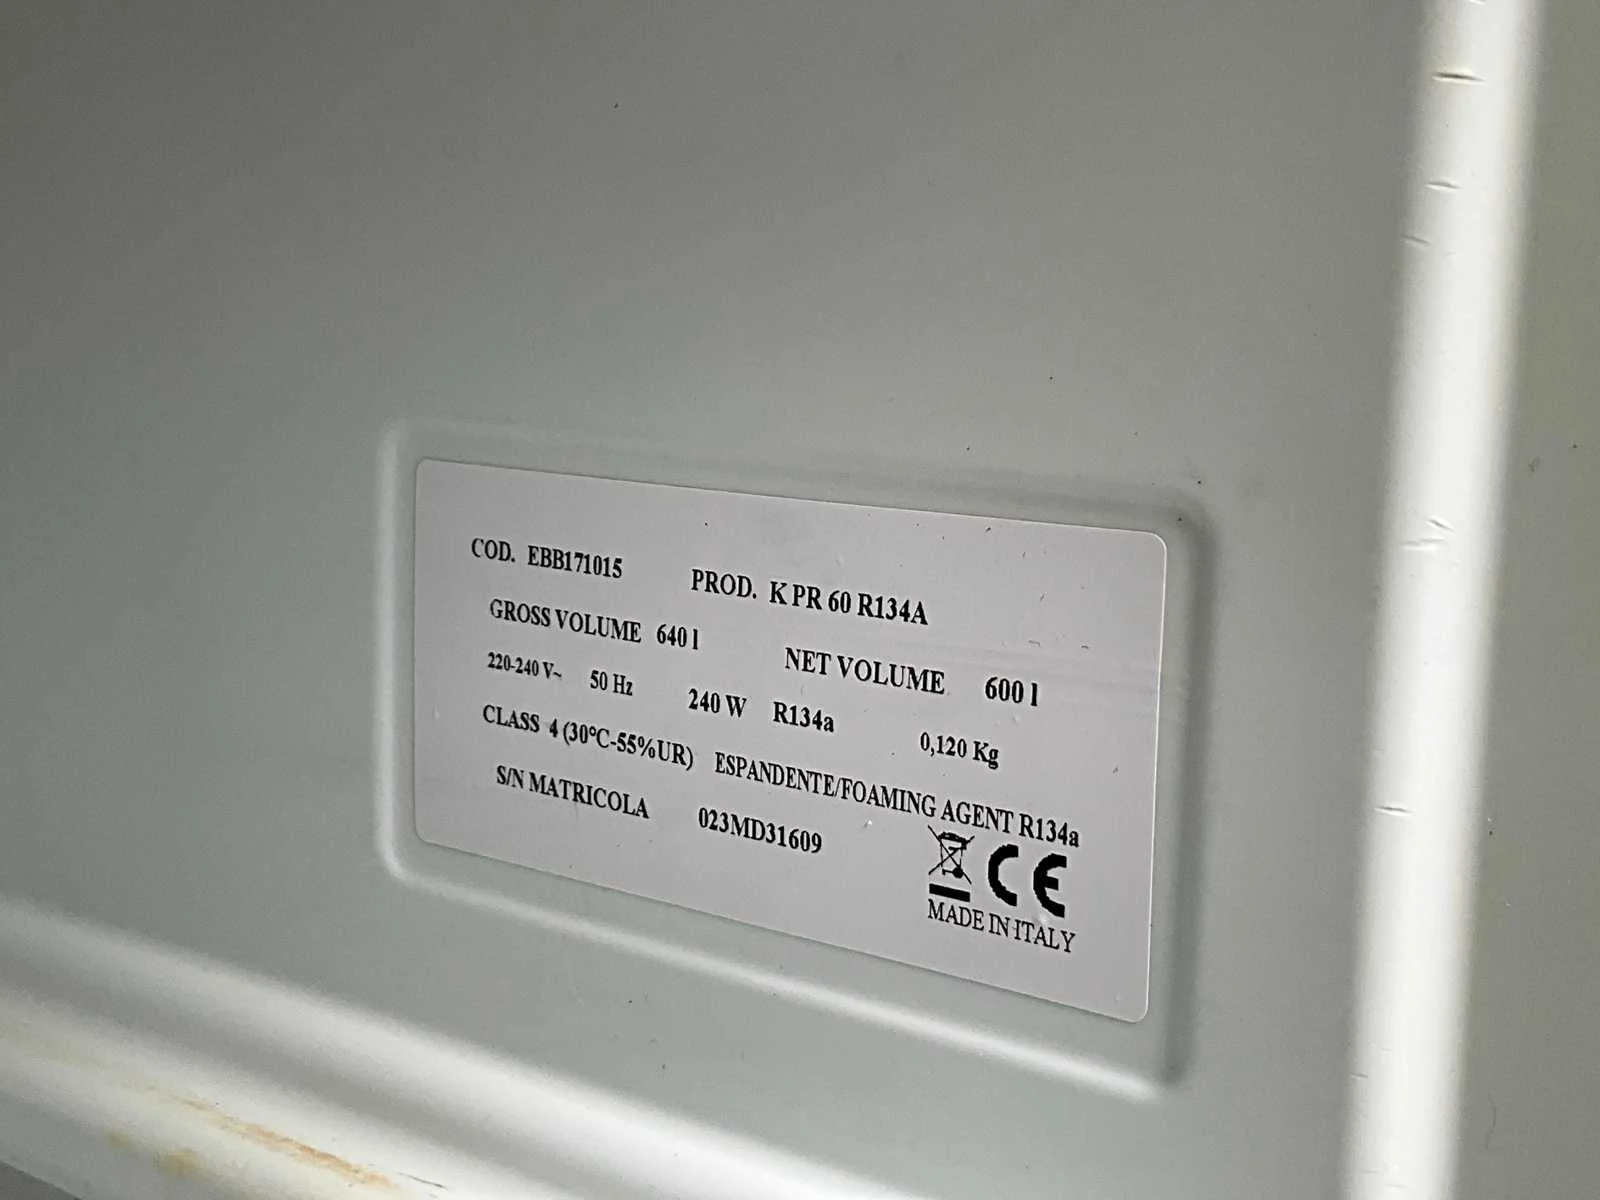 COD. EBB171015 PROD. K PR 60 R134A
GROSS VOLUME 640 l NET VOLUME 600 l
220-240 V~ 50 Hz 240 W R134a 0,120 Kg
CLASS 4 (30°C-55%UR) ESPANDENTE/FOAMING AGENT R134a
S/N MATRICOLA 023MD31609
CE
MADE IN ITALY